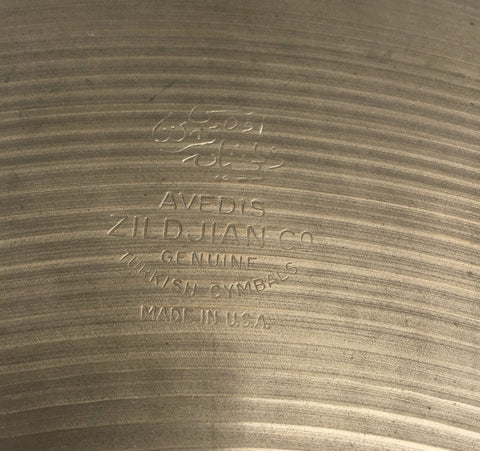 AVEDIS
ZILDJIAN CO
GENUINE
TURKISH CYMBALS
MADE IN U.S.A.